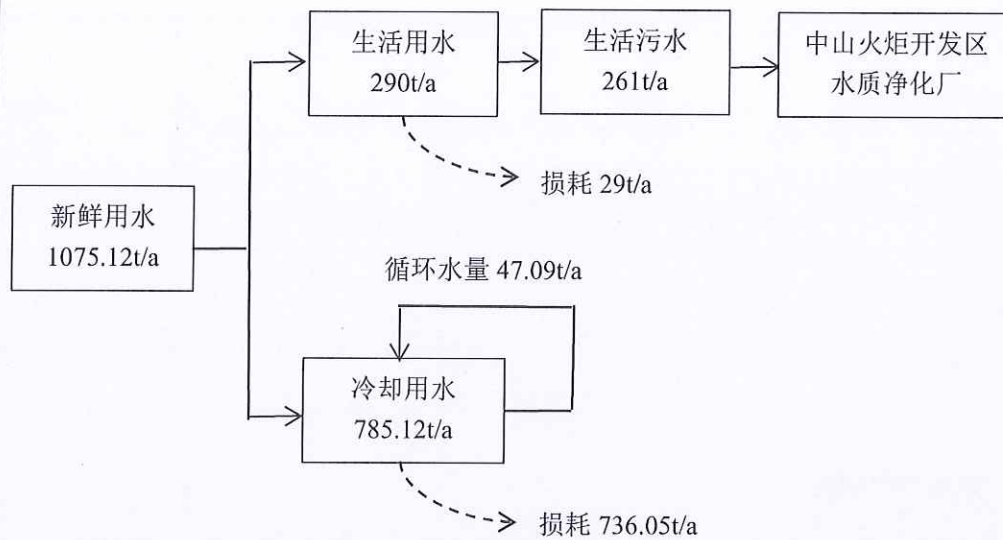 生活用水
290t/a
生活污水
261t/a
中山火炬开发区
水质净化厂
损耗 29t/a
新鲜用水
1075.12t/a
循环水量 47.09t/a
冷却用水
785.12t/a
损耗 736.05t/a